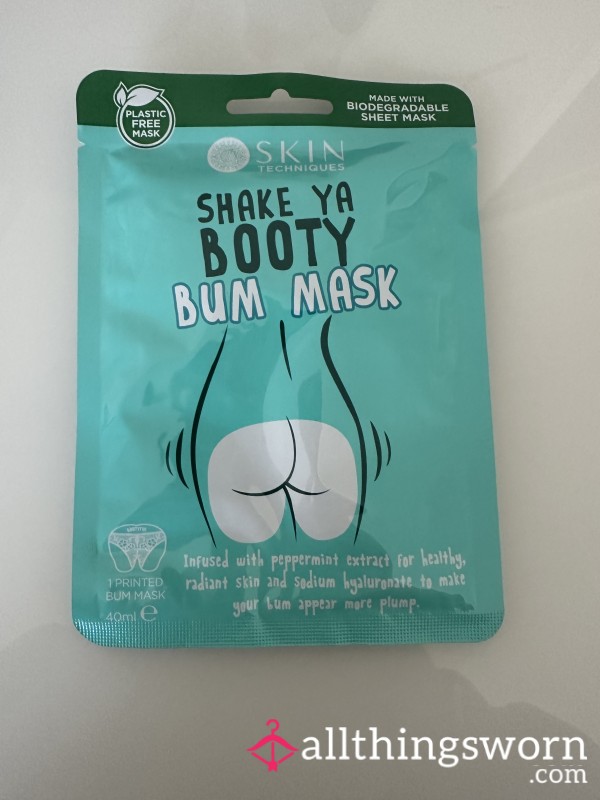 PLASTIC
FREE
MASK
MADE WITH
BIODEGRADABLE
SHEET MASK
SKIN
TECHNIQUES
SHAKE YA
BOOTY
BUM MASK
Infused with peppermint extract for healthy,
radiant skin and sodium hyaluronate to make
your bum appear more plump.
1 PRINTED
BUM MASK
40ml e
allthingsworn
.com